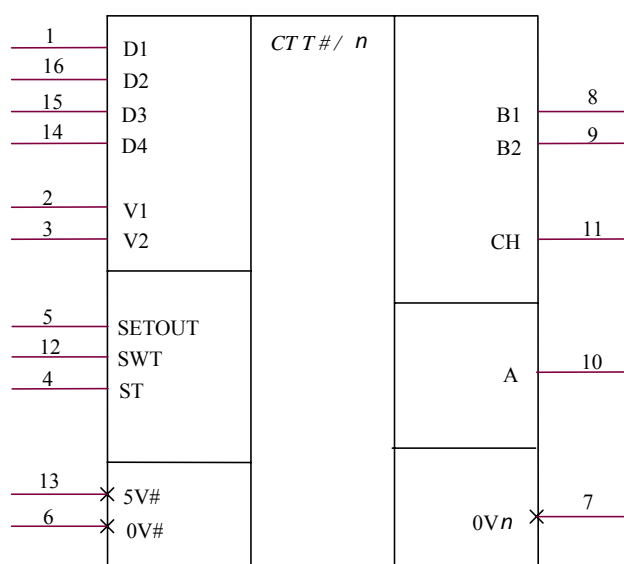 CTT#/n
1 D1
16 D2
15 D3
14 D4
2 V1
3 V2
5 SETOUT
12 SWT
4 ST
13 5V#
6 0V#
B1 8
B2 9
CH 11
A 10
0Vn 7